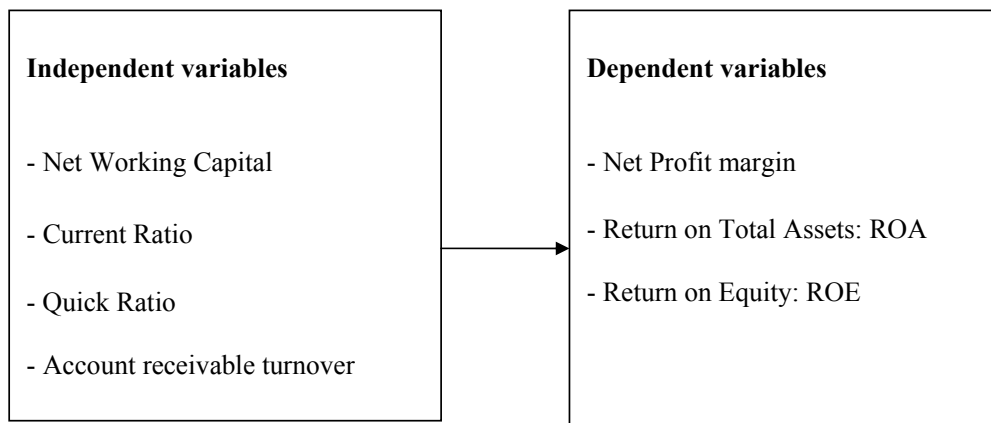 Independent variables
- Net Working Capital
- Current Ratio
- Quick Ratio
- Account receivable turnover
Dependent variables
- Net Profit margin
- Return on Total Assets: ROA
- Return on Equity: ROE